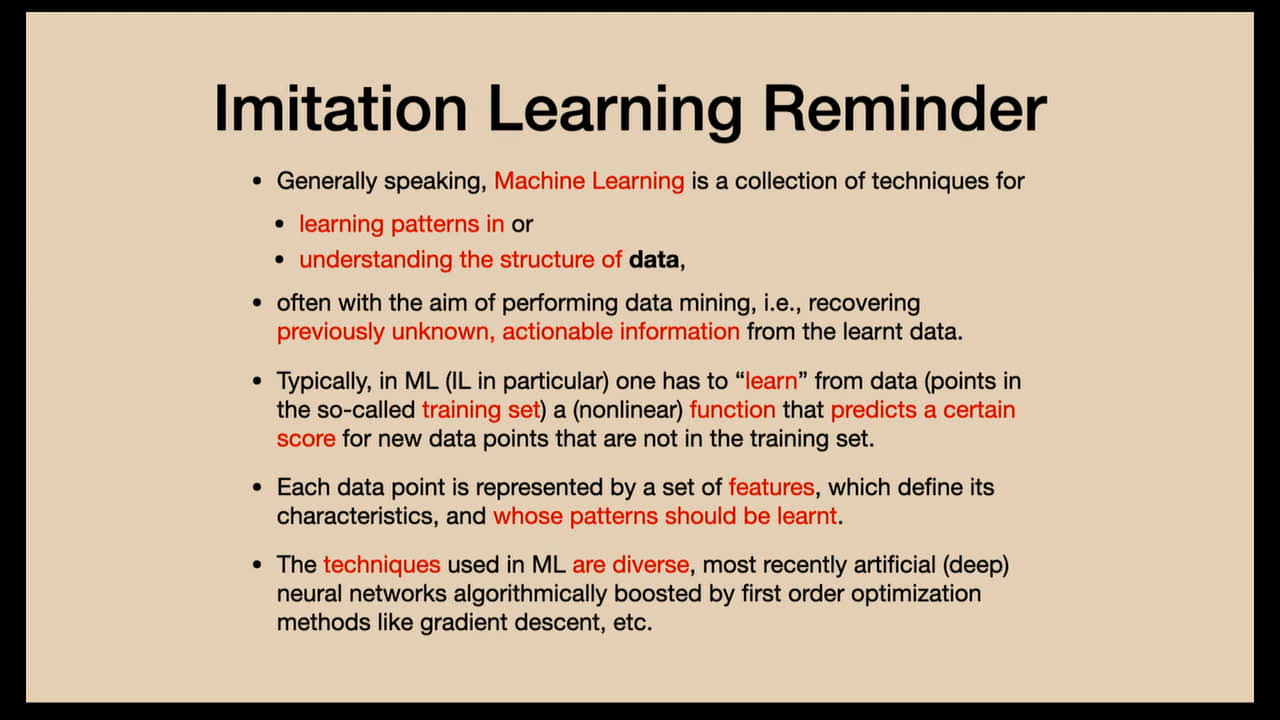 Imitation Learning Reminder
• Generally speaking, Machine Learning is a collection of techniques for
• learning patterns in or
• understanding the structure of data,
• often with the aim of performing data mining, i.e., recovering
previously unknown, actionable information from the learnt data.
• Typically, in ML (IL in particular) one has to “learn” from data (points in
the so-called training set) a (nonlinear) function that predicts a certain
score for new data points that are not in the training set.
• Each data point is represented by a set of features, which define its
characteristics, and whose patterns should be learnt.
• The techniques used in ML are diverse, most recently artificial (deep)
neural networks algorithmically boosted by first order optimization
methods like gradient descent, etc.